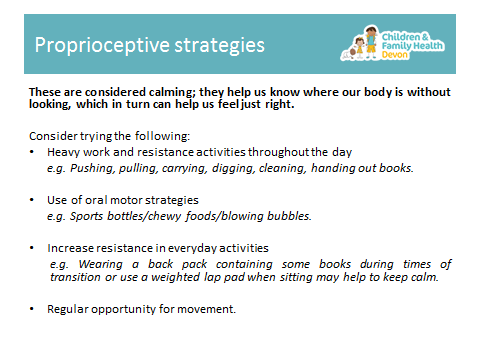 Proprioceptive strategies
Children &
Family Health
Devon
These are considered calming; they help us know where our body is without
looking, which in turn can help us feel just right.
Consider trying the following:
• Heavy work and resistance activities throughout the day
e.g. Pushing, pulling, carrying, digging, cleaning, handing out books.
• Use of oral motor strategies
e.g. Sports bottles/chewy foods/blowing bubbles.
• Increase resistance in everyday activities
e.g. Wearing a back pack containing some books during times of
transition or use a weighted lap pad when sitting may help to keep calm.
• Regular opportunity for movement.